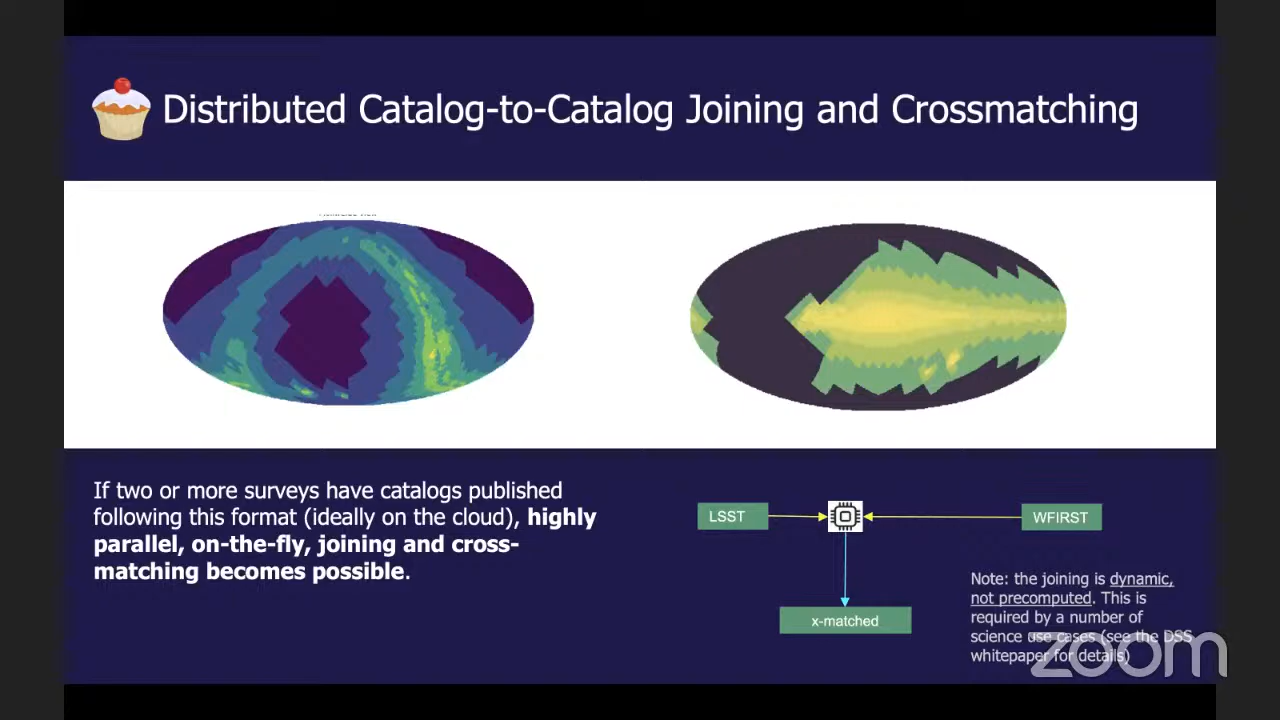 Distributed Catalog-to-Catalog Joining and Crossmatching
If two or more surveys have catalogs published
following this format (ideally on the cloud), highly
parallel, on-the-fly, joining and cross-
matching becomes possible.
LSST
WFIRST
x-matched
Note: the joining is dynamic,
not precomputed. This is
required by a number of
science use cases (see the DSS
whitepaper for details)
zoom